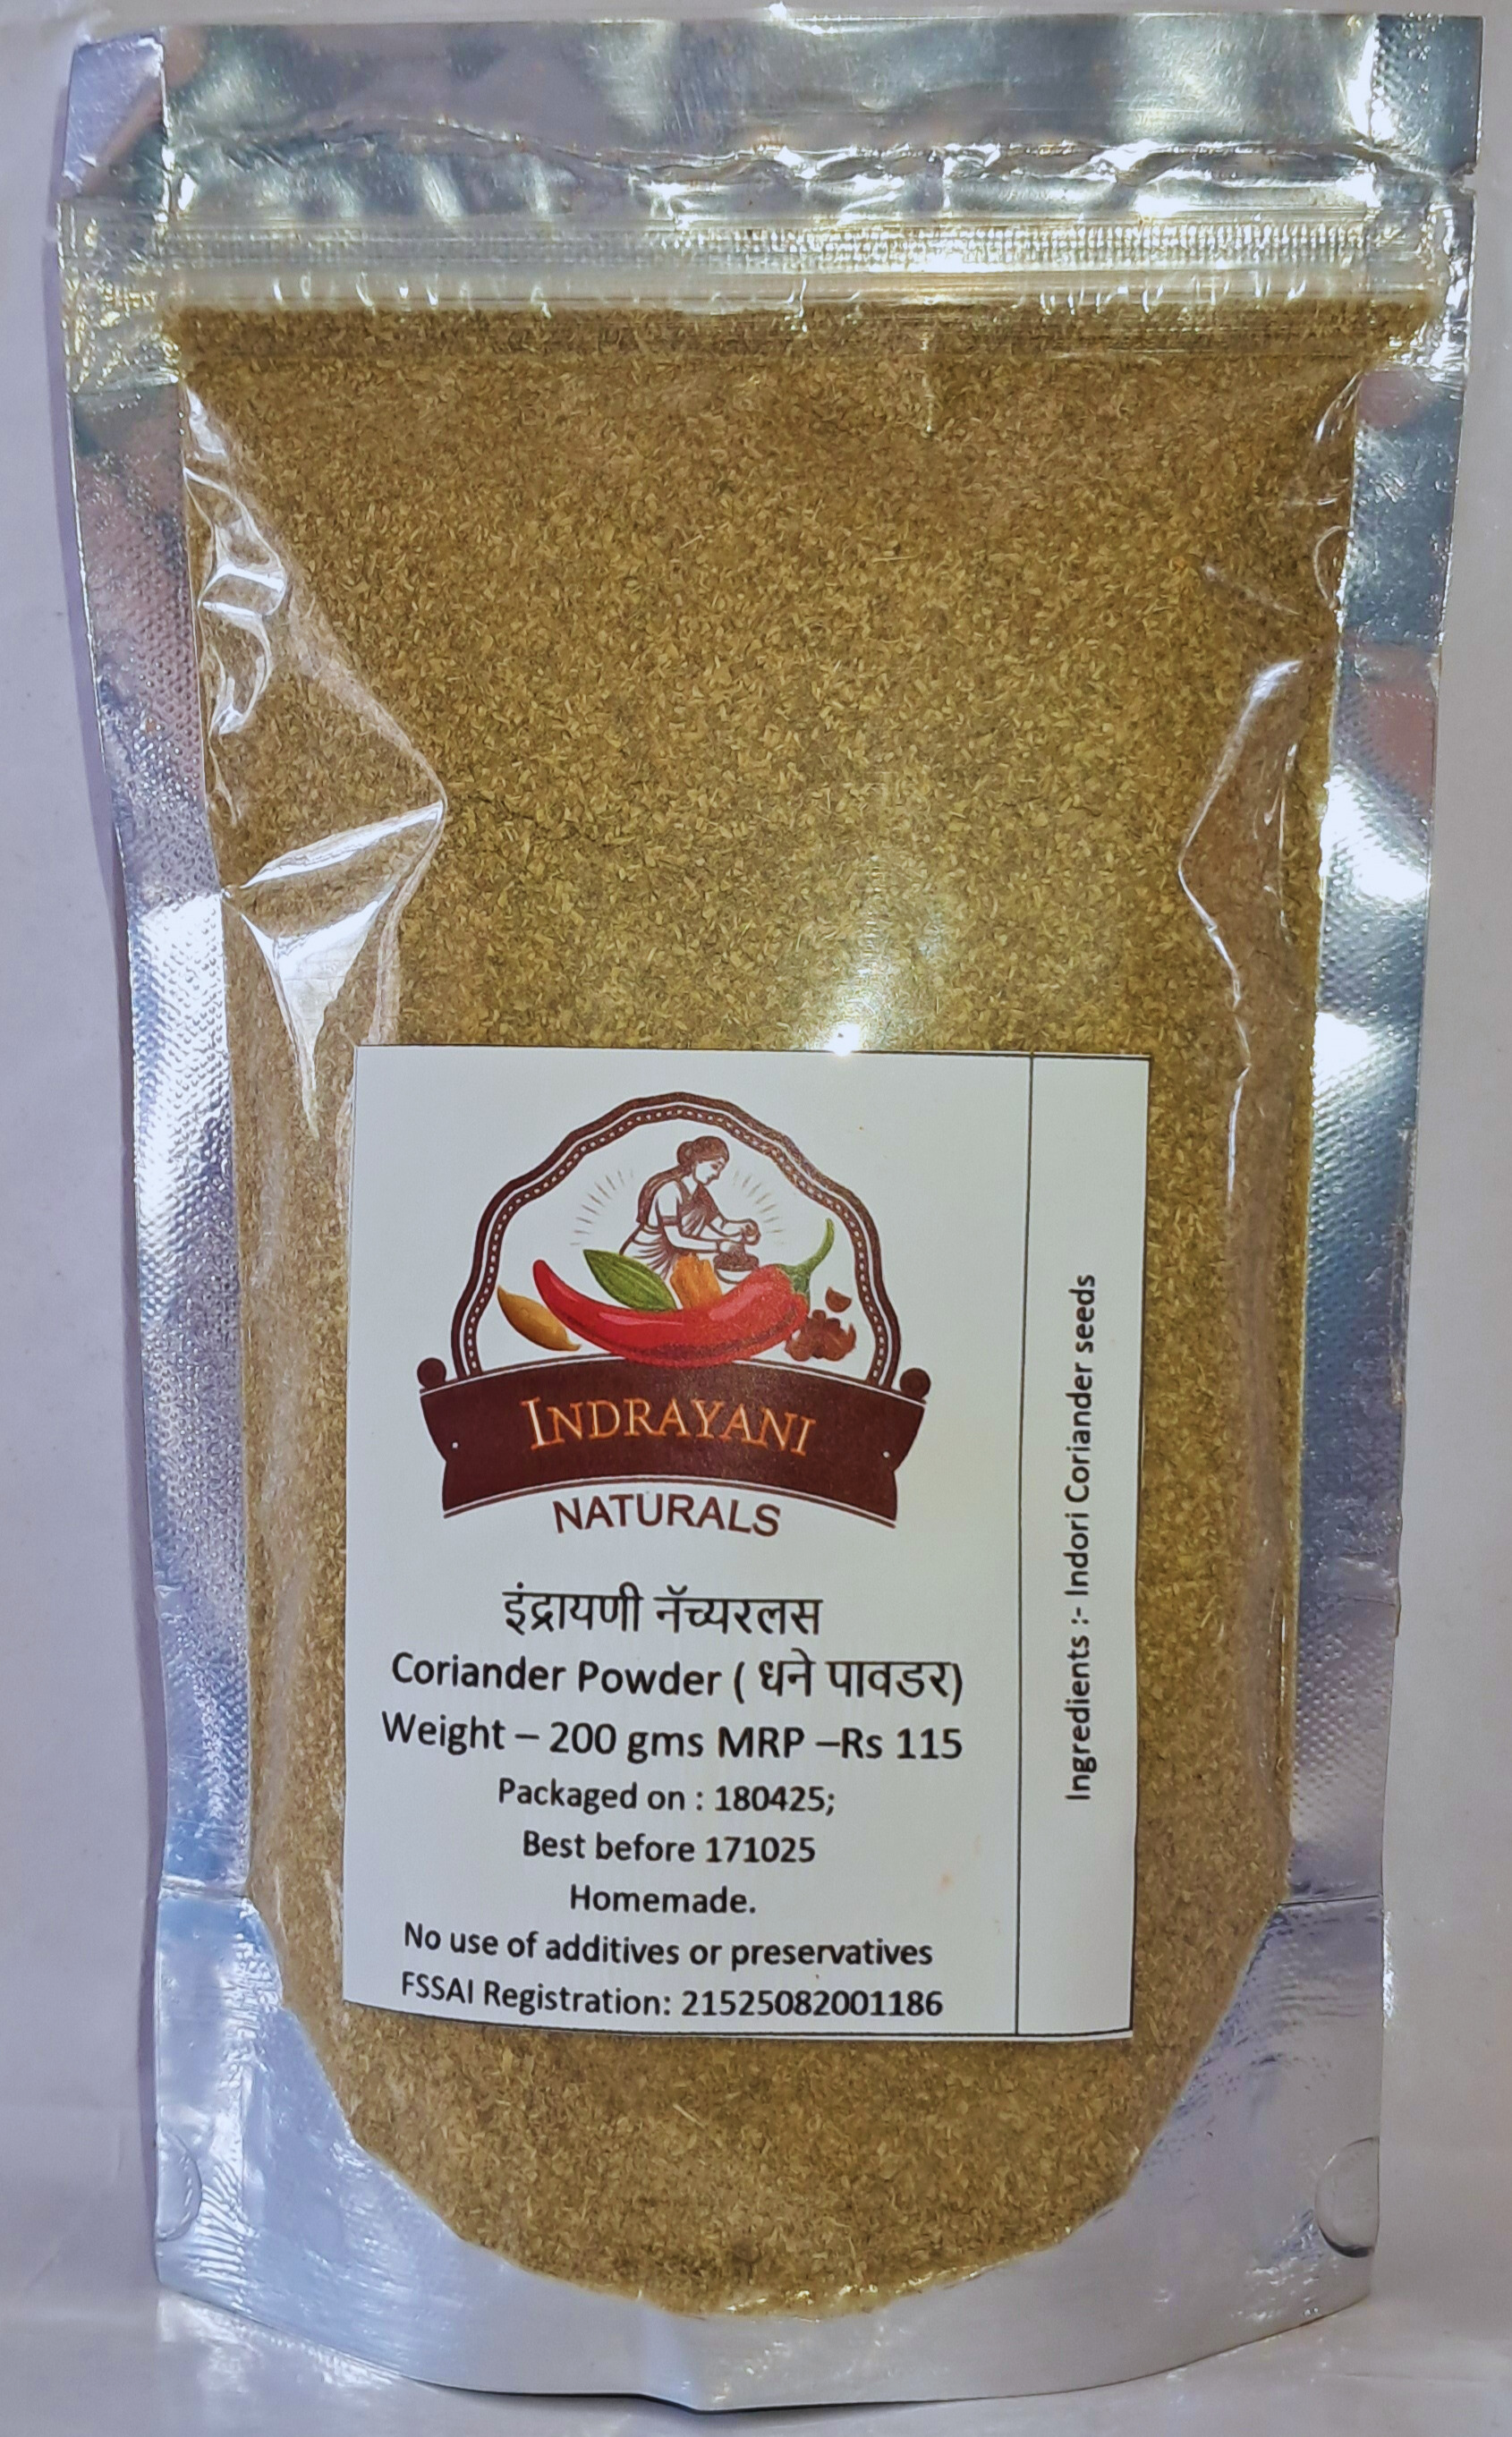 INDRAYANI
NATURALS
इंद्रायणी नॅच्यरलस
Coriander Powder ( धने पावडर)
Weight – 200 gms MRP –Rs 115
Packaged on : 180425;
Best before 171025
Homemade.
No use of additives or preservatives
FSSAI Registration: 21525082001186
Ingredients :- Indori Coriander seeds